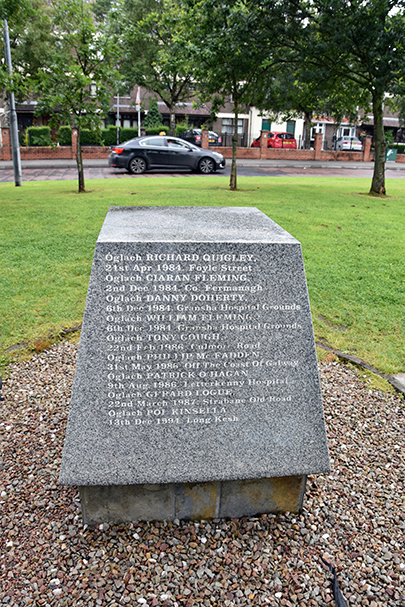 Óglach RICHARD QUIGLEY,
21st Apr 1984, Foyle Street
Óglach CIARAN FLEMING,
2nd Dec 1984, Co. Fermanagh
Óglach DANNY DOHERTY,
6th Dec 1984, Gransha Hospital Grounds
Óglach WILLIAM FLEMING,
6th Dec 1984, Gransha Hospital Grounds
Óglach TONY GOUGH,
22nd Feb 1986, Culmore Road
Óglach PHILLIP McFADDEN,
31st May 1986, Off The Coast Of Galway
Óglach PATRICK O'HAGAN,
9th Aug 1986, Letterkenny Hospital
Óglach GERARD LOGUE,
22nd March 1987, Strabane Old Road
Óglach POL KINSELLA
13th Dec 1994, Long Kesh